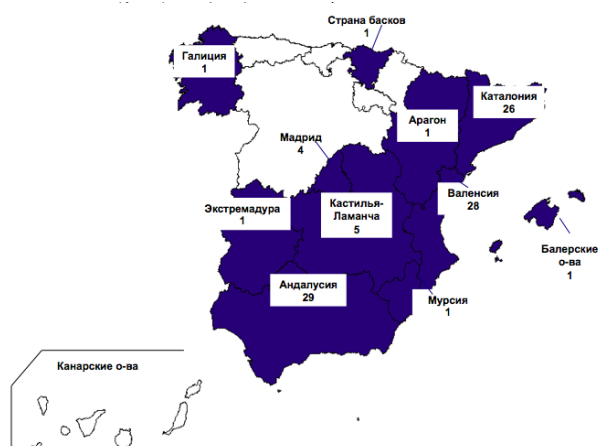 Страна басков
1
Галиция
1
Каталония
26
Арагон
1
Мадрид
4
Валенсия
28
Экстремадура
1
Кастилья-
Ламанча
5
Балерские
о-ва
1
Андалусия
29
Мурсия
1
Канарские о-ва